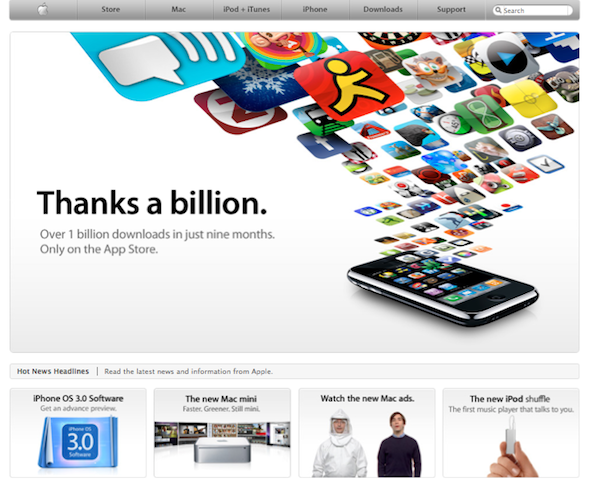 Store
Mac
iPod + iTunes
iPhone
Downloads
Support
Search
Thanks a billion.
Over 1 billion downloads in just nine months.
Only on the App Store.
Hot News Headlines
Read the latest news and information from Apple.
iPhone OS 3.0 Software
Get an advance preview.
iPhone OS
3.0
Software
The new Mac mini
Faster. Greener. Still mini.
Watch the new Mac ads.
The new iPod shuffle
The first music player that talks to you.